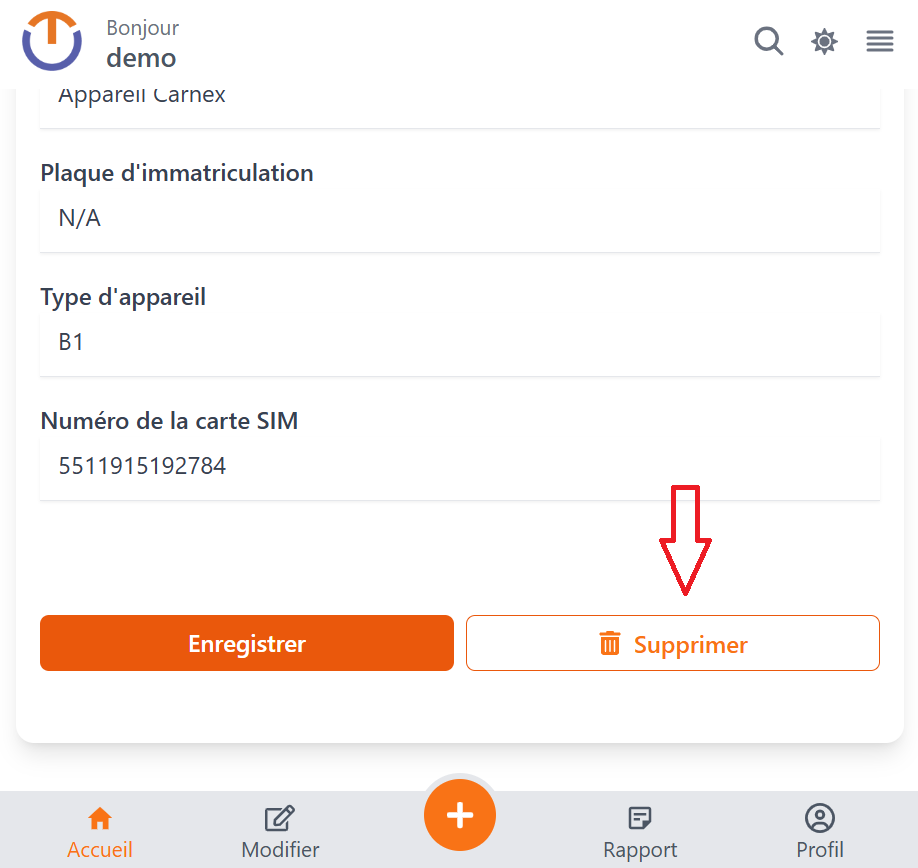 Bonjour
demo
Appareil Carnex
Plaque d'immatriculation
N/A
Type d'appareil
B1
Numéro de la carte SIM
5511915192784
Enregistrer
Supprimer
Accueil
Modifier
Rapport
Profil